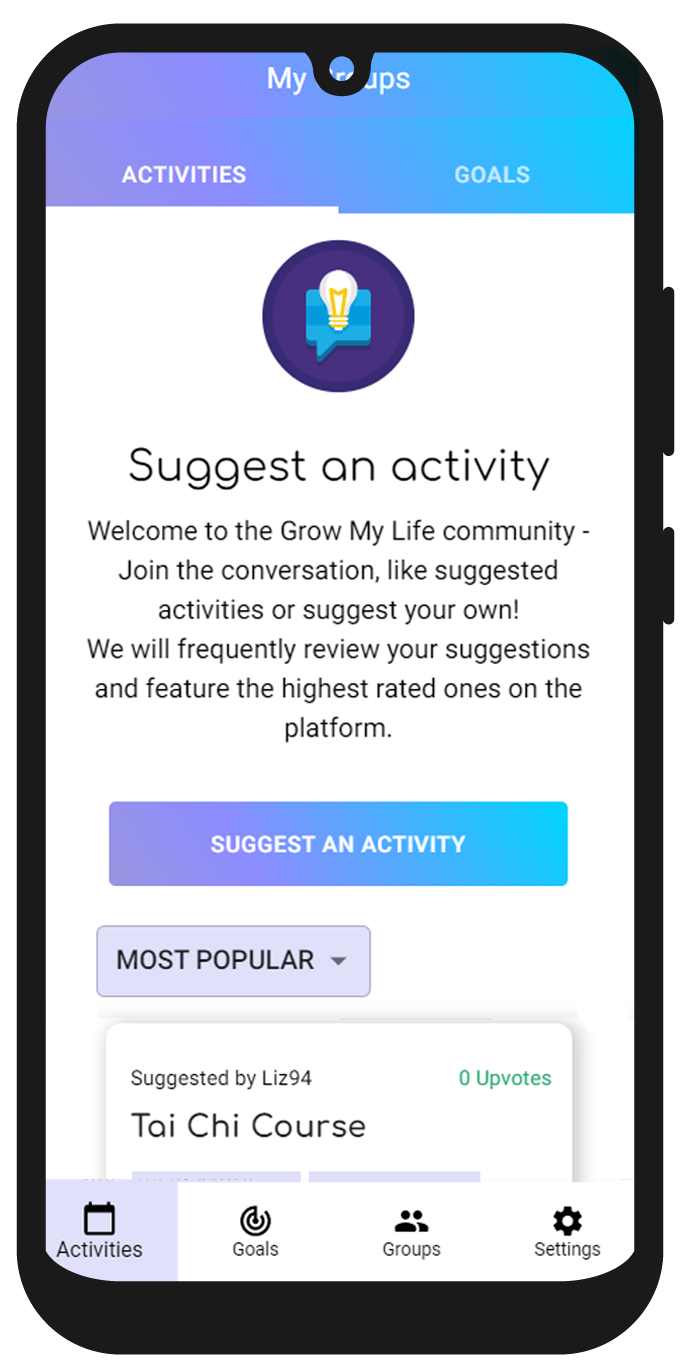 My Groups
ACTIVITIES
GOALS
Suggest an activity
Welcome to the Grow My Life community -
Join the conversation, like suggested
activities or suggest your own!
We will frequently review your suggestions
and feature the highest rated ones on the
platform.
SUGGEST AN ACTIVITY
MOST POPULAR
Suggested by Liz94
0 Upvotes
Tai Chi Course
Activities
Goals
Groups
Settings